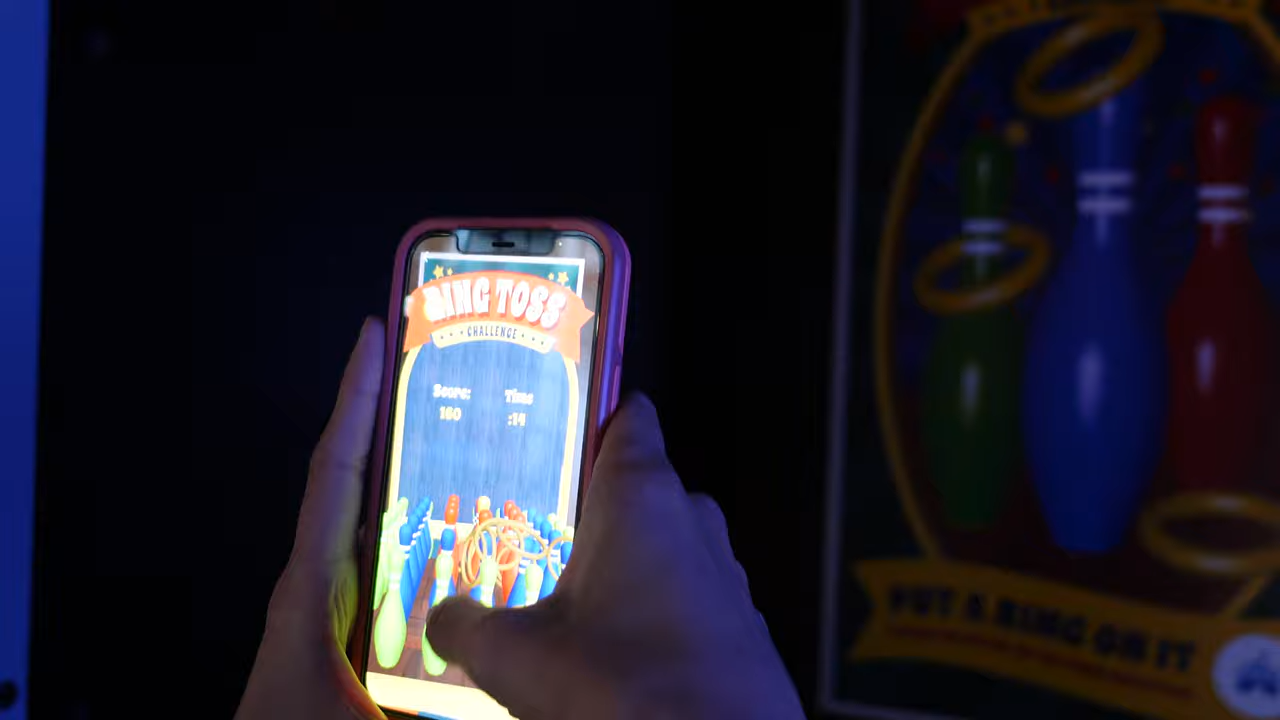 RING TOSS
CHALLENGE
Score: Time
160 :14
PUT A RING ON IT